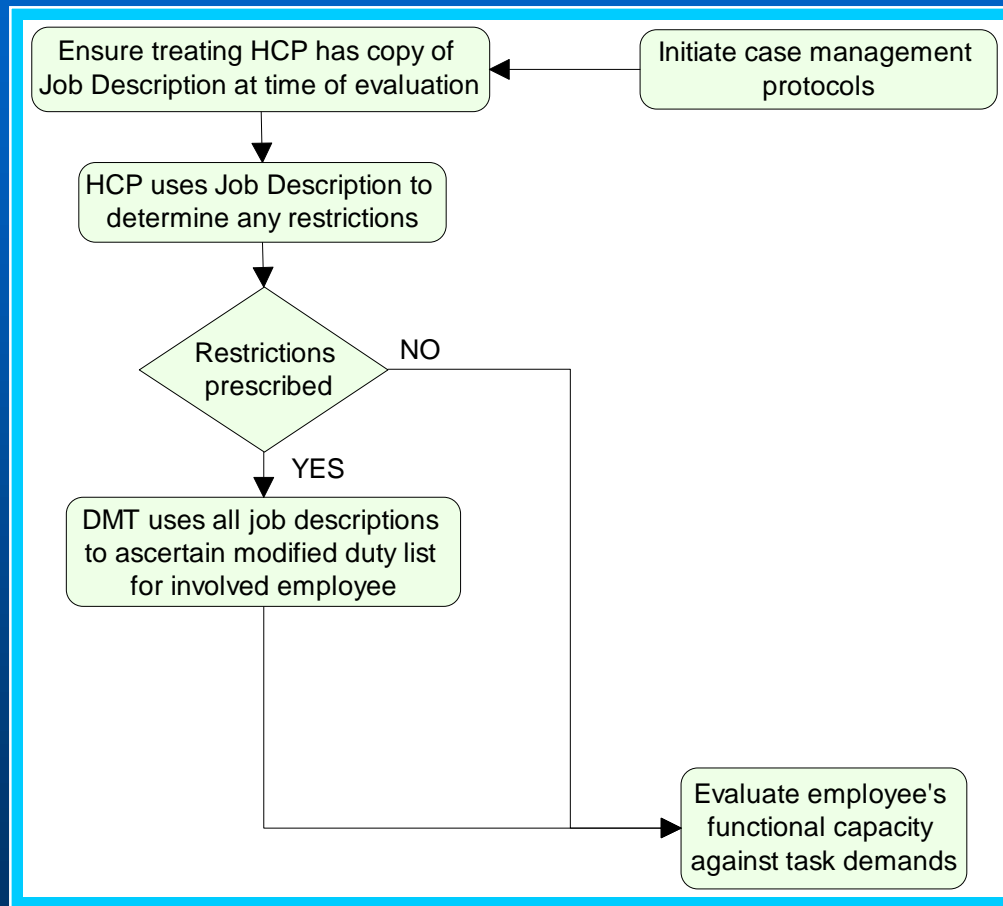 Ensure treating HCP has copy of
Job Description at time of evaluation
Initiate case management
protocols
HCP uses Job Description to
determine any restrictions
Restrictions
prescribed
NO
YES
DMT uses all job descriptions
to ascertain modified duty list
for involved employee
Evaluate employee's
functional capacity
against task demands